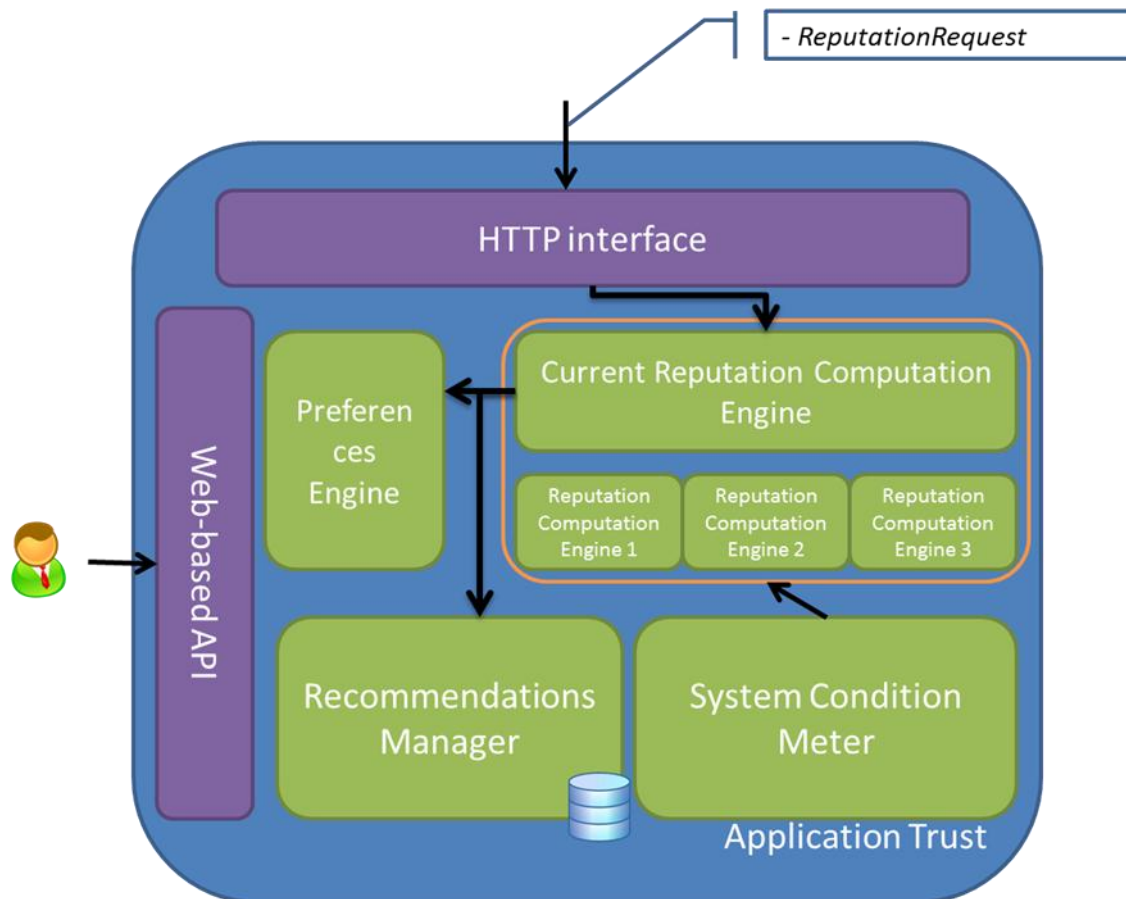 - ReputationRequest
HTTP interface
Web-based API
Preferen
ces
Engine
Current Reputation Computation
Engine
Reputation
Computation
Engine 1
Reputation
Computation
Engine 2
Reputation
Computation
Engine 3
Recommendations
Manager
System Condition
Meter
Application Trust